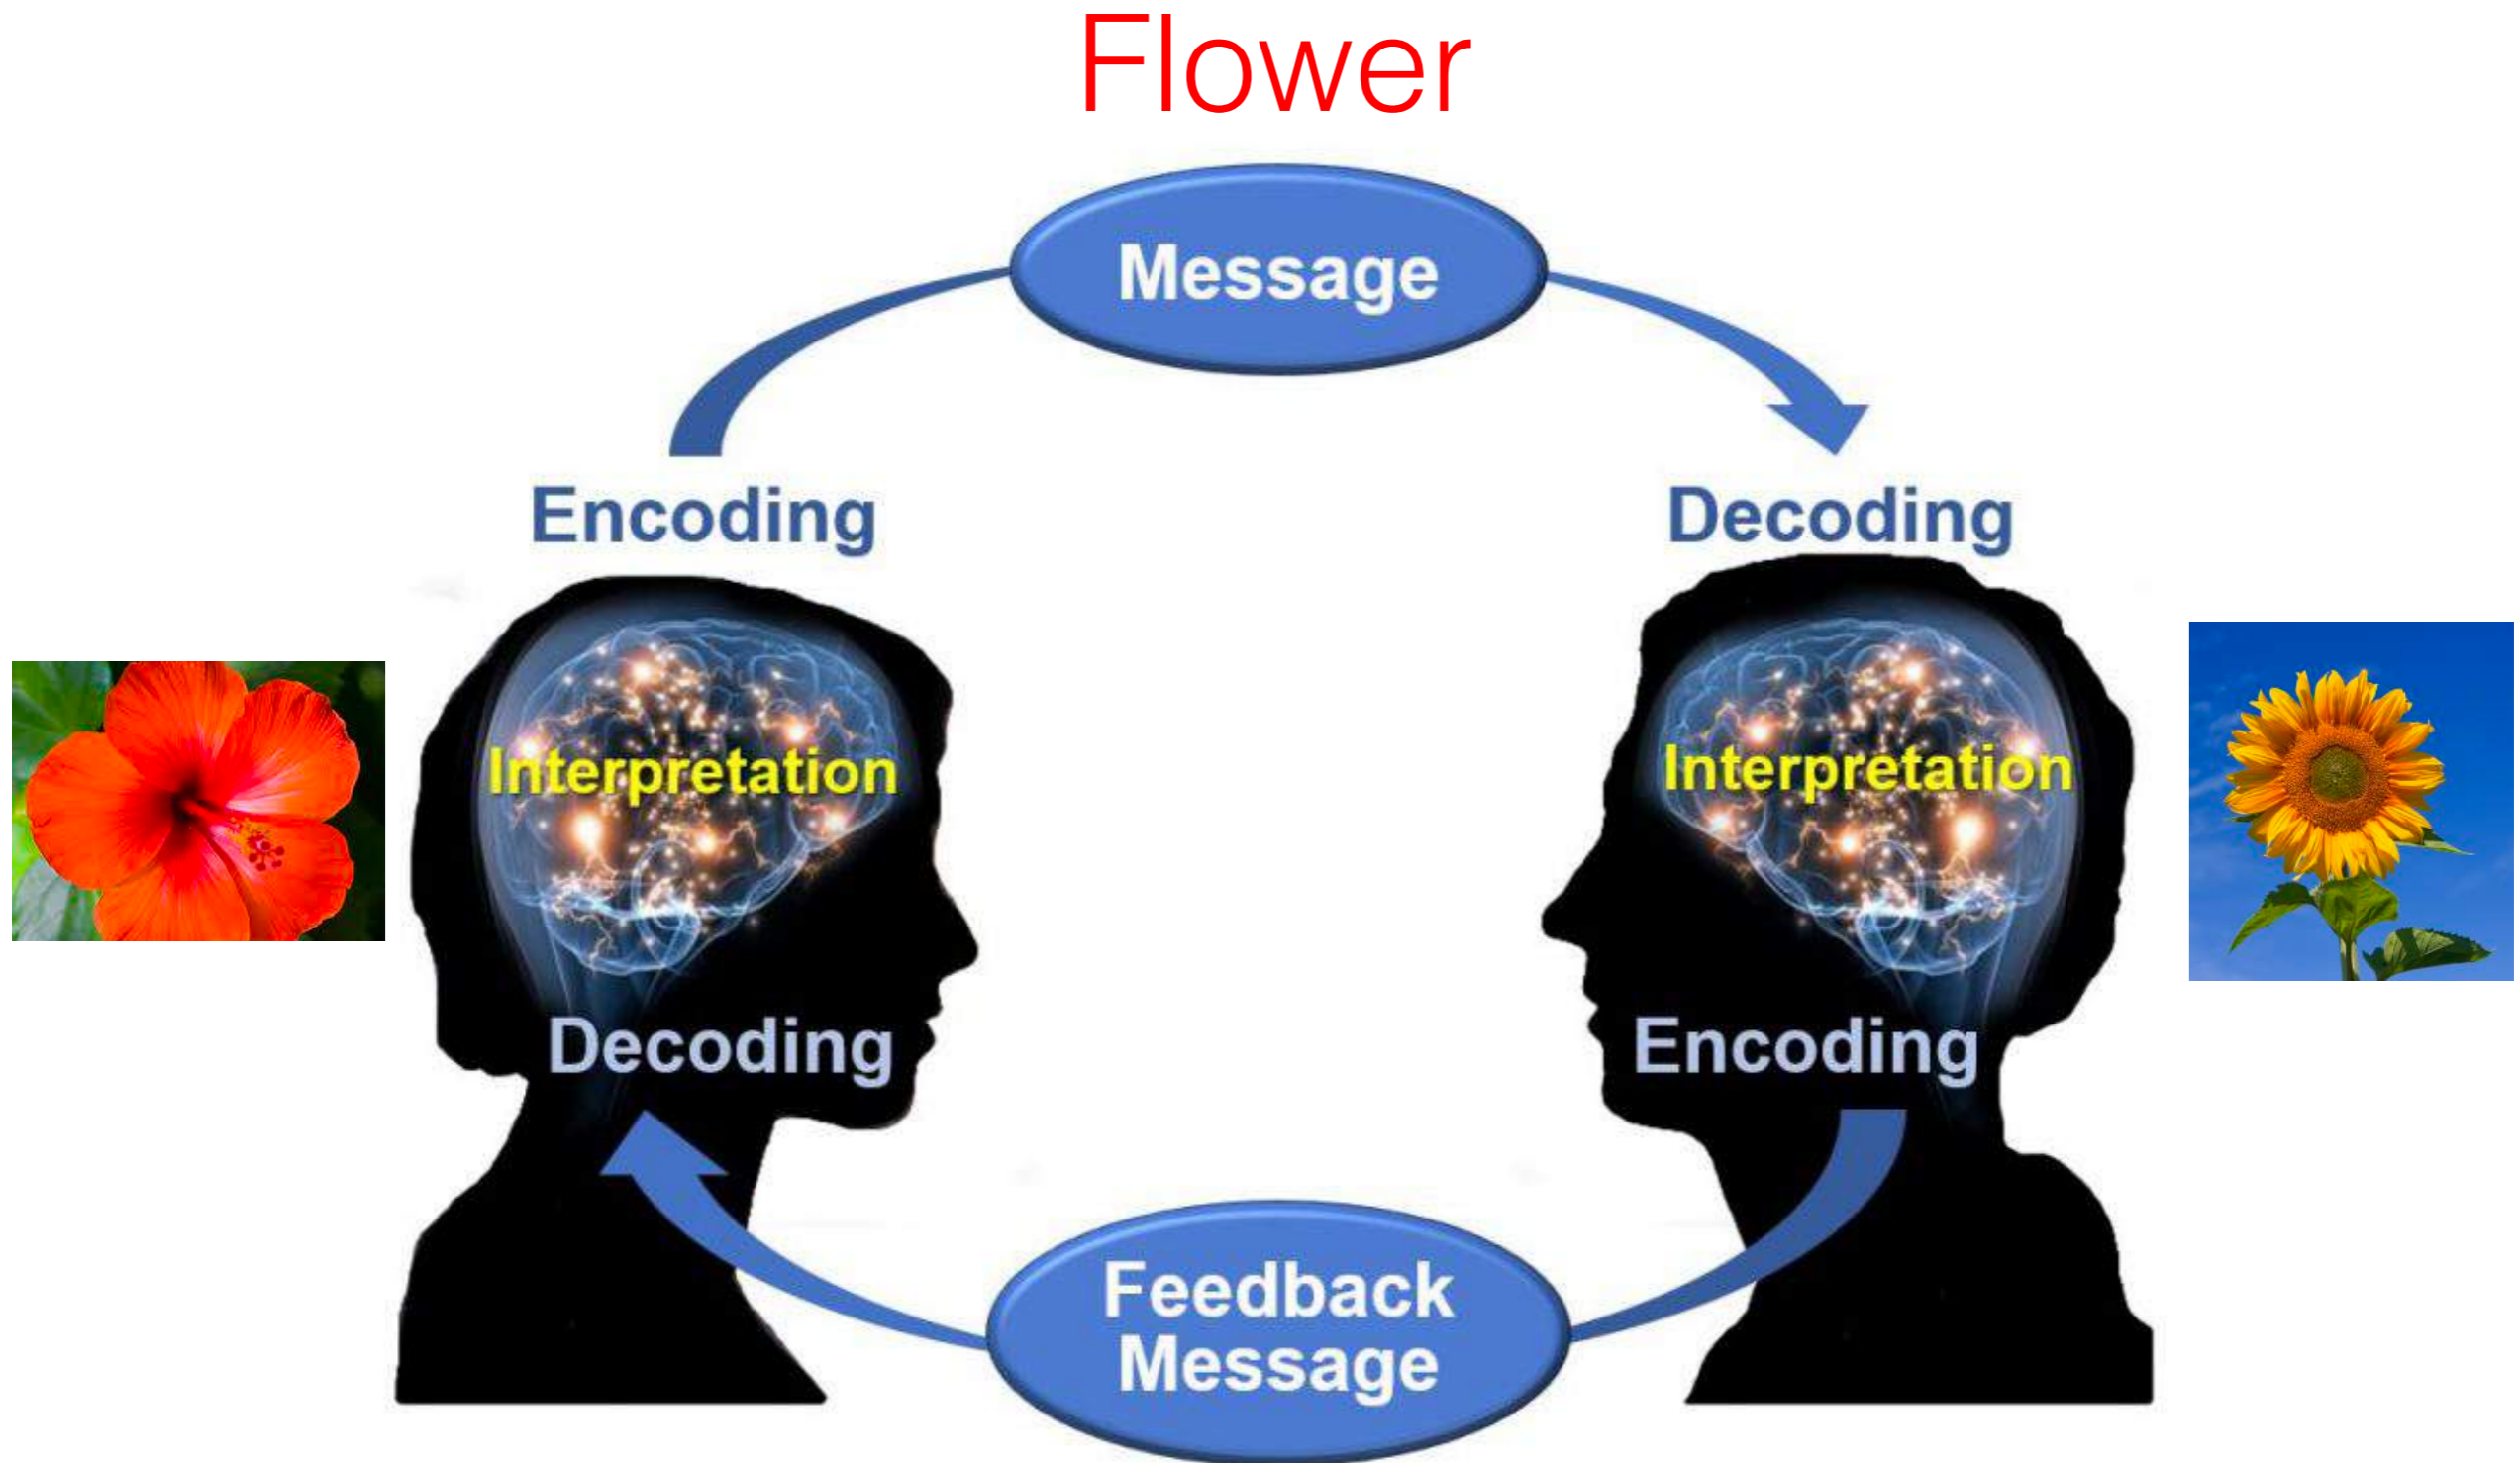 Flower
Message
Encoding
Decoding
Interpretation
Interpretation
Decoding
Encoding
Feedback
Message